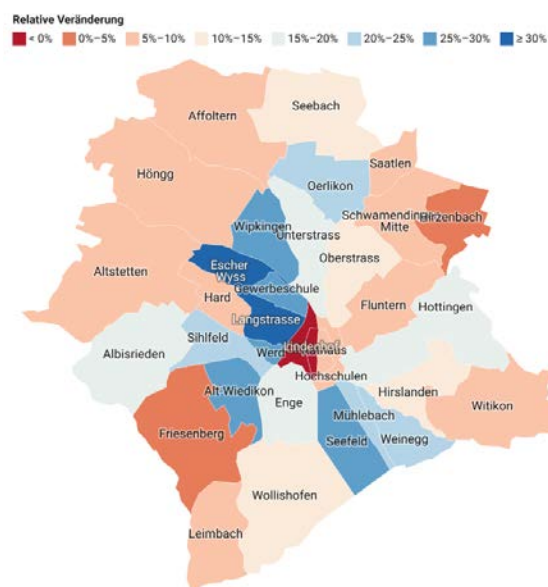 Relative Veränderung
< 0% 0%–5% 5%–10% 10%–15% 15%–20% 20%–25% 25%–30% ≥ 30%
Seebach
Affoltern
Saatlen
Höngg
Oerlikon
Schwamendingen
Mitte
Hirzenbach
Wipkingen
Unterstrass
Oberstrass
Escher
Wyss
Altstetten
Gewerbeschule
Hard
Fluntern
Hottingen
Langstrasse
Sihlfeld
Albisrieden
Werd
Lindenhof
Hochschulen
Hirslanden
Alt-Wiedikon
Enge
Mühlebach
Witikon
Friesenberg
Seefeld
Weinegg
Wollishofen
Leimbach